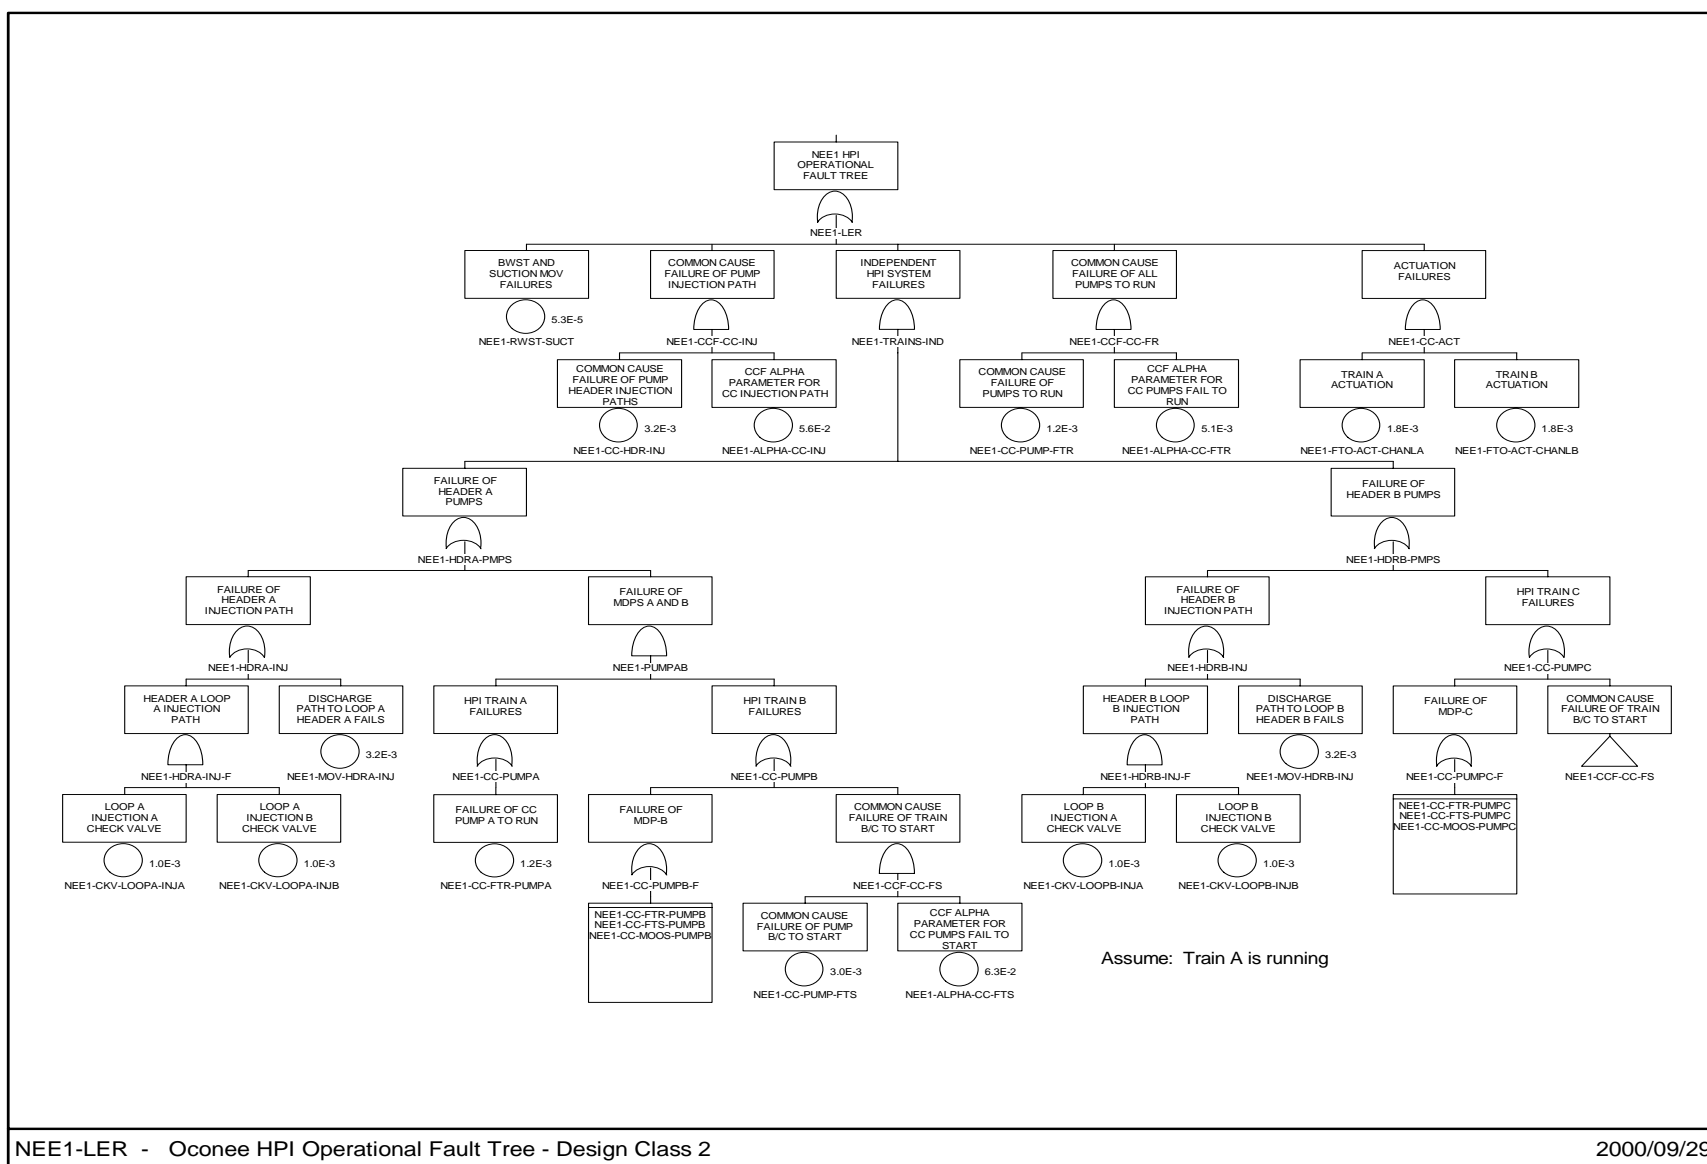 NEE1 HPI
OPERATIONAL
FAULT TREE
NEE1-LER
BWST AND
SUCTION MOV
FAILURES
5.3E-5
NEE1-RWST-SUCT
COMMON CAUSE
FAILURE OF PUMP
INJECTION PATH
NEE1-CCF-CC-INJ
INDEPENDENT
HPI SYSTEM
FAILURES
NEE1-TRAINS-IND
COMMON CAUSE
FAILURE OF ALL
PUMPS TO RUN
NEE1-CCF-CC-FR
ACTUATION
FAILURES
NEE1-CC-ACT
COMMON CAUSE
FAILURE OF PUMP
HEADER INJECTION
PATHS
3.2E-3
NEE1-CC-HDR-INJ
CCF ALPHA
PARAMETER FOR
CC INJECTION PATH
5.6E-2
NEE1-ALPHA-CC-INJ
COMMON CAUSE
FAILURE OF
PUMPS TO RUN
1.2E-3
NEE1-CC-PUMP-FTR
CCF ALPHA
PARAMETER FOR
CC PUMPS FAIL TO
RUN
5.1E-3
NEE1-ALPHA-CC-FTR
TRAIN A
ACTUATION
1.8E-3
NEE1-FTO-ACT-CHANLA
TRAIN B
ACTUATION
1.8E-3
NEE1-FTO-ACT-CHANLB
FAILURE OF
HEADER A
PUMPS
NEE1-HDRA-PMPS
FAILURE OF
HEADER B PUMPS
NEE1-HDRB-PMPS
FAILURE OF
HEADER A
INJECTION PATH
NEE1-HDRA-INJ
FAILURE OF
MDPS A AND B
NEE1-PUMPAB
FAILURE OF
HEADER B
INJECTION PATH
NEE1-HDRB-INJ
HPI TRAIN C
FAILURES
NEE1-CC-PUMPC
HEADER A LOOP
A INJECTION
PATH
NEE1-HDRA-INJ-F
DISCHARGE
PATH TO LOOP A
HEADER A FAILS
3.2E-3
NEE1-MOV-HDRA-INJ
HPI TRAIN A
FAILURES
NEE1-CC-PUMPA
HPI TRAIN B
FAILURES
NEE1-CC-PUMPB
HEADER B LOOP
B INJECTION
PATH
NEE1-HDRB-INJ-F
DISCHARGE
PATH TO LOOP B
HEADER B FAILS
3.2E-3
NEE1-MOV-HDRB-INJ
FAILURE OF
MDP-C
NEE1-CC-PUMPC-F
COMMON CAUSE
FAILURE OF TRAIN
B/C TO START
NEE1-CCF-CC-FS
LOOP A
INJECTION A
CHECK VALVE
1.0E-3
NEE1-CKV-LOOPA-INJA
LOOP A
INJECTION B
CHECK VALVE
1.0E-3
NEE1-CKV-LOOPA-INJB
FAILURE OF CC
PUMP A TO RUN
1.2E-3
NEE1-CC-FTR-PUMPA
FAILURE OF
MDP-B
NEE1-CC-PUMPB-F
COMMON CAUSE
FAILURE OF TRAIN
B/C TO START
NEE1-CCF-CC-FS
LOOP B
INJECTION A
CHECK VALVE
1.0E-3
NEE1-CKV-LOOPB-INJA
LOOP B
INJECTION B
CHECK VALVE
1.0E-3
NEE1-CKV-LOOPB-INJB
NEE1-CC-FTR-PUMPC
NEE1-CC-FTS-PUMPC
NEE1-CC-MOOS-PUMPC
NEE1-CC-FTR-PUMPB
NEE1-CC-FTS-PUMPB
NEE1-CC-MOOS-PUMPB
COMMON CAUSE
FAILURE OF PUMP
B/C TO START
3.0E-3
NEE1-CC-PUMP-FTS
CCF ALPHA
PARAMETER FOR
CC PUMPS FAIL TO
START
6.3E-2
NEE1-ALPHA-CC-FTS
Assume: Train A is running
NEE1-LER - Oconee HPI Operational Fault Tree - Design Class 2
2000/09/29